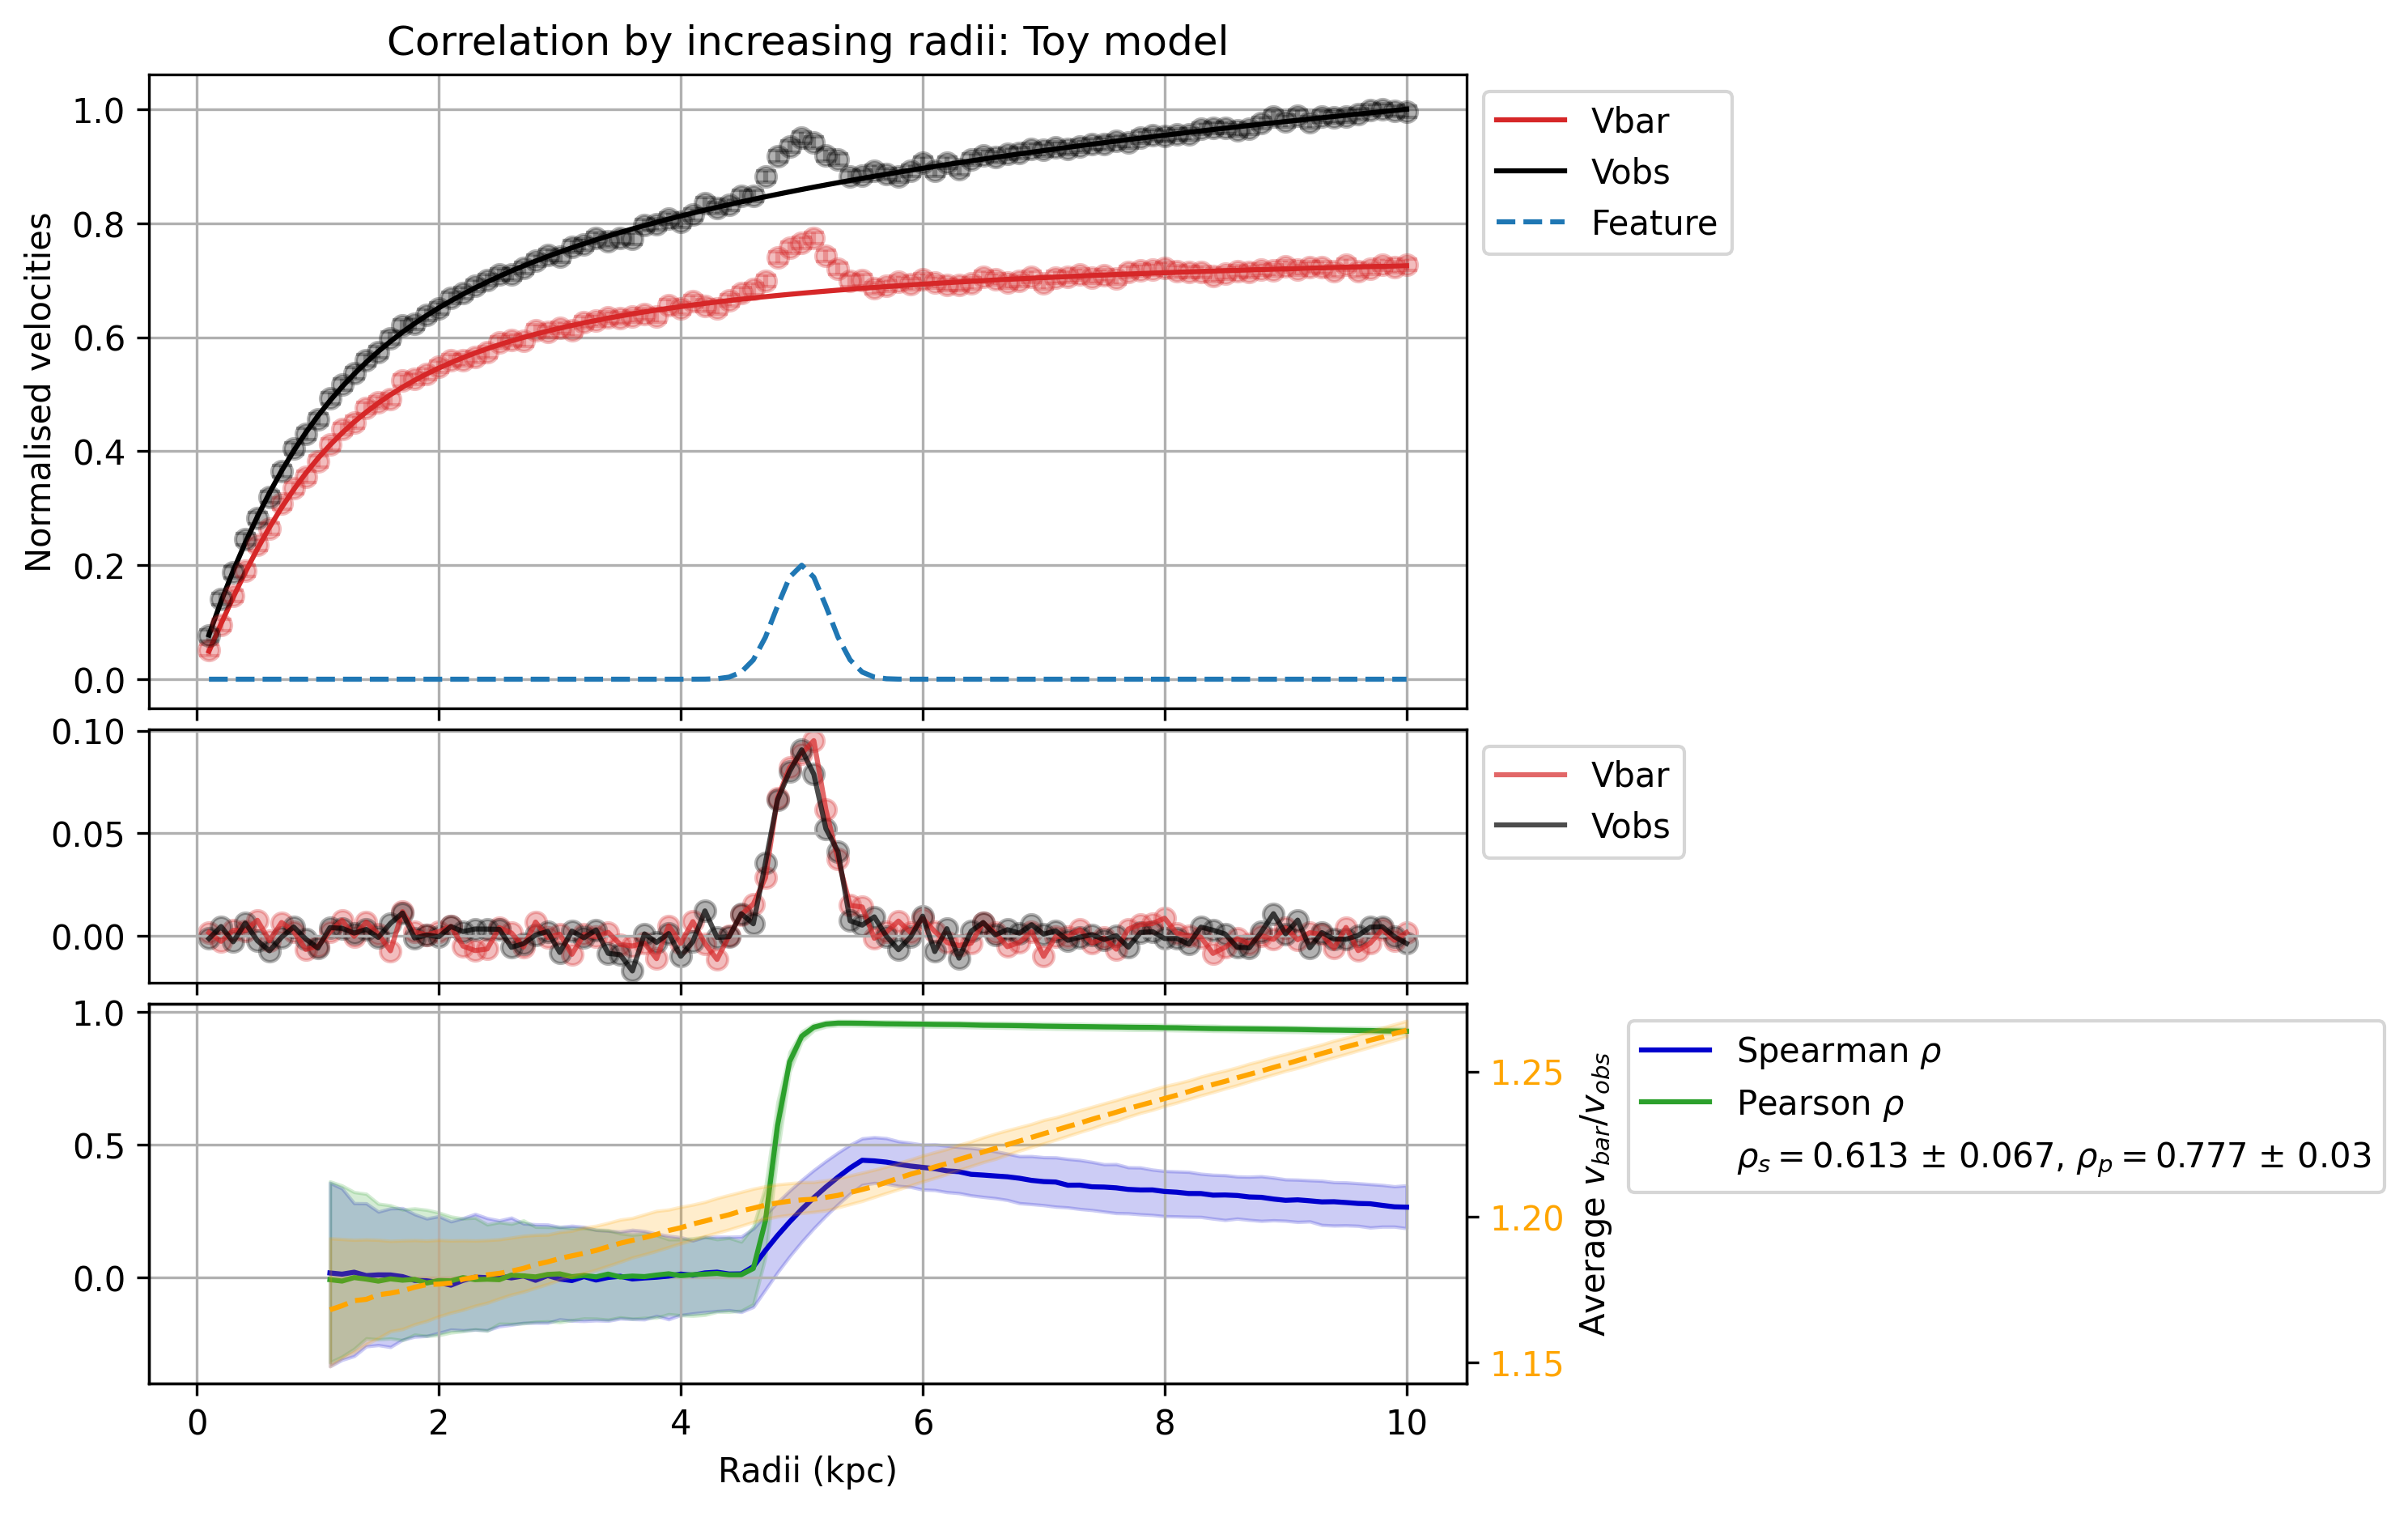 Correlation by increasing radii: Toy model
Normalised velocities
1.0
0.8
0.6
0.4
0.2
0.0
Vbar
Vobs
Feature
0.10
0.05
0.00
Vbar
Vobs
1.0
0.5
0.0
1.25
1.20
1.15
Average v_bar/v_obs
Spearman ρ
Pearson ρ
ρ_s = 0.613 ± 0.067, ρ_p = 0.777 ± 0.03
0 2 4 6 8 10
Radii (kpc)